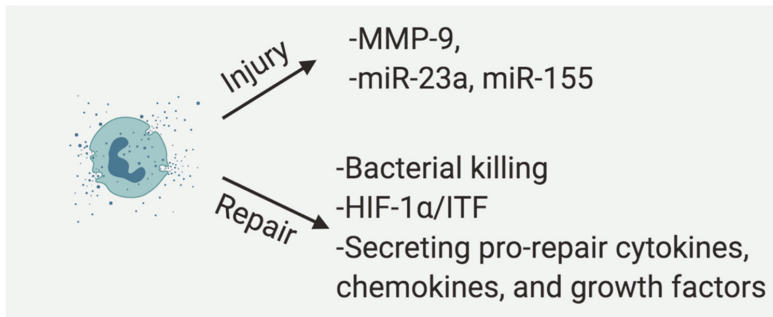 Injury
-MMP-9,
-miR-23a, miR-155
Repair
-Bacterial killing
-HIF-1α/ITF
-Secreting pro-repair cytokines,
chemokines, and growth factors